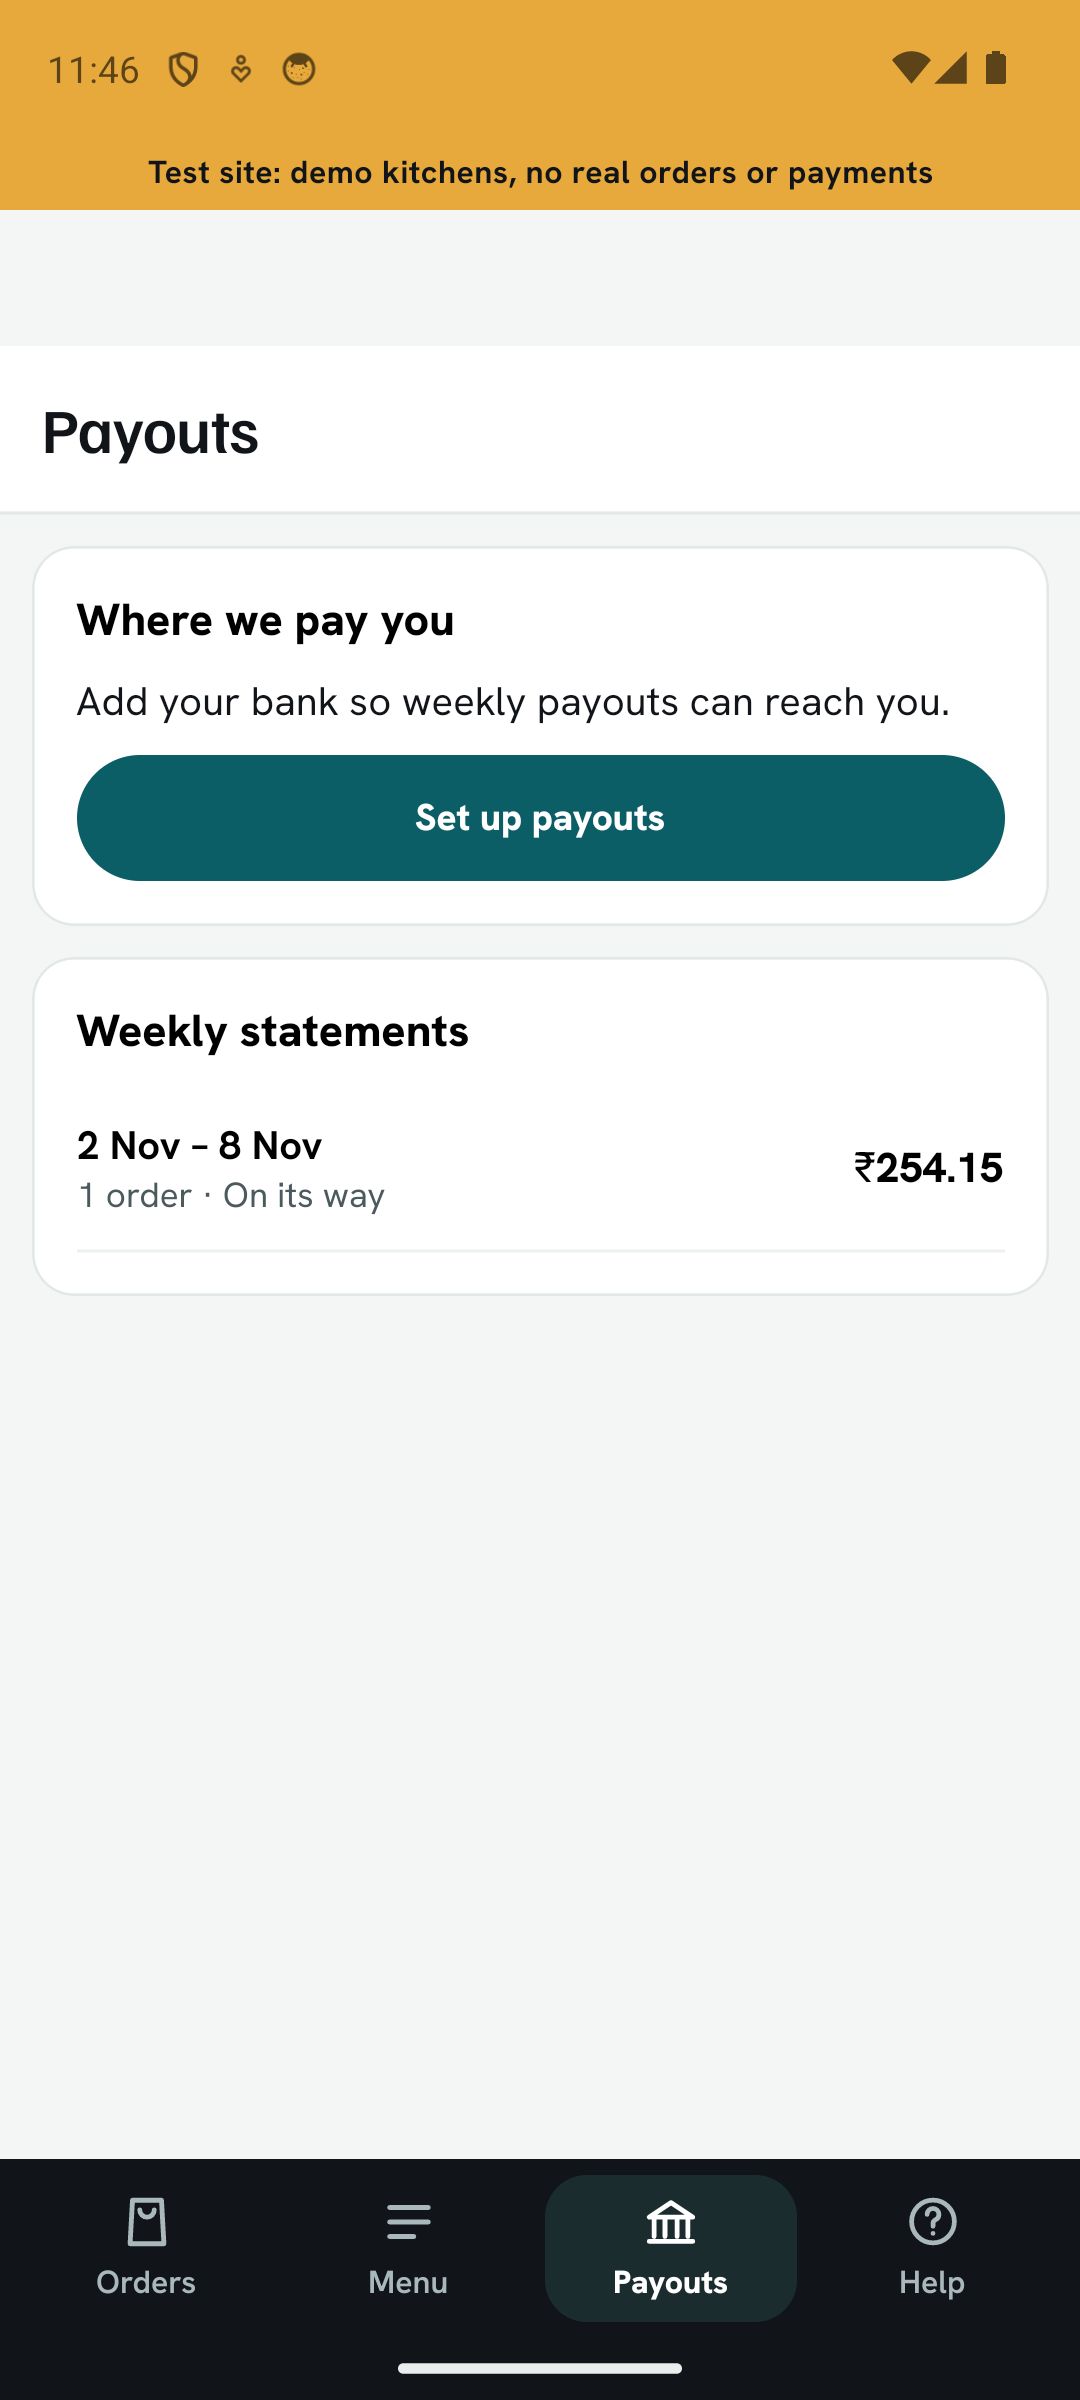 11:46
Test site: demo kitchens, no real orders or payments
Payouts
Where we pay you
Add your bank so weekly payouts can reach you.
Set up payouts
Weekly statements
2 Nov – 8 Nov
₹254.15
1 order · On its way
Orders
Menu
Payouts
Help